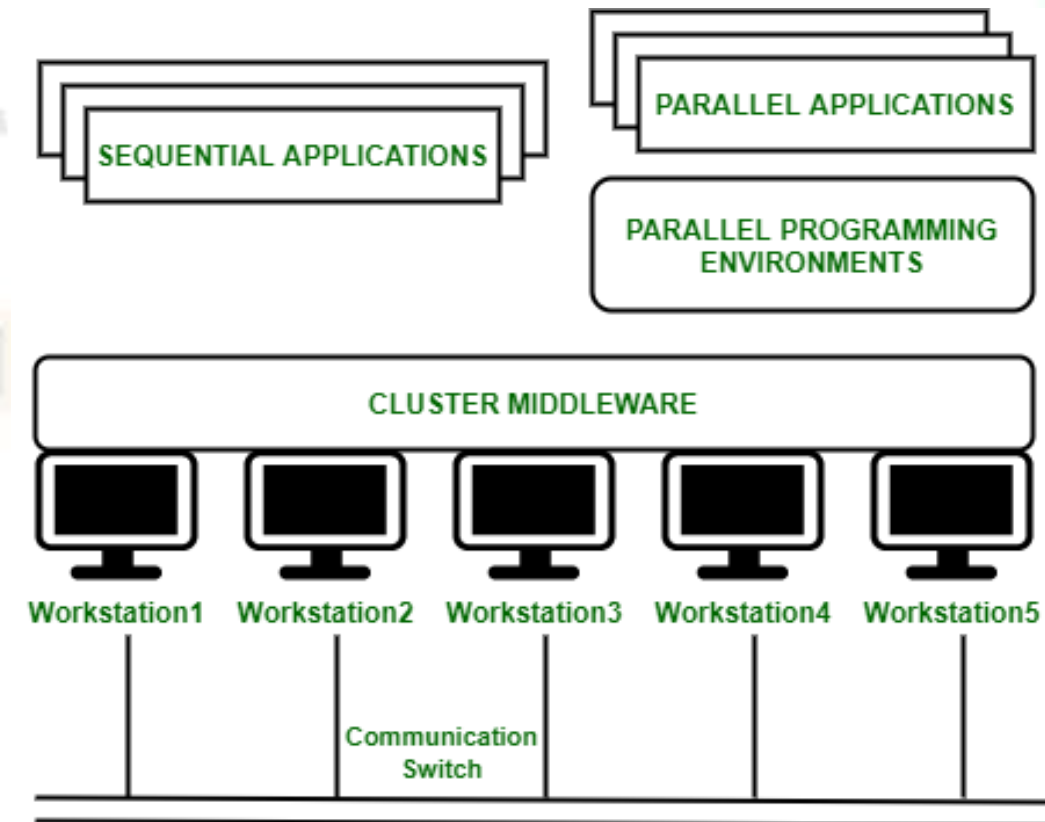 PARALLEL APPLICATIONS
SEQUENTIAL APPLICATIONS
PARALLEL PROGRAMMING
ENVIRONMENTS
CLUSTER MIDDLEWARE
Workstation1 Workstation2 Workstation3 Workstation4 Workstation5
Communication
Switch